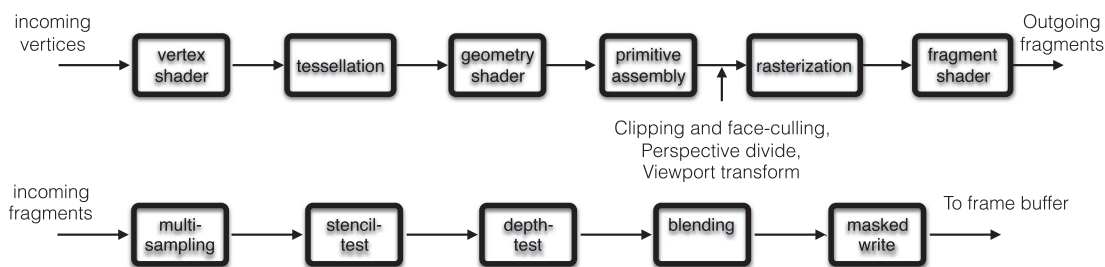 incoming
vertices
vertex
shader
tessellation
geometry
shader
primitive
assembly
rasterization
fragment
shader
Outgoing
fragments
Clipping and face-culling,
Perspective divide,
Viewport transform
incoming
fragments
multi-
sampling
stencil-
test
depth-
test
blending
masked
write
To frame buffer